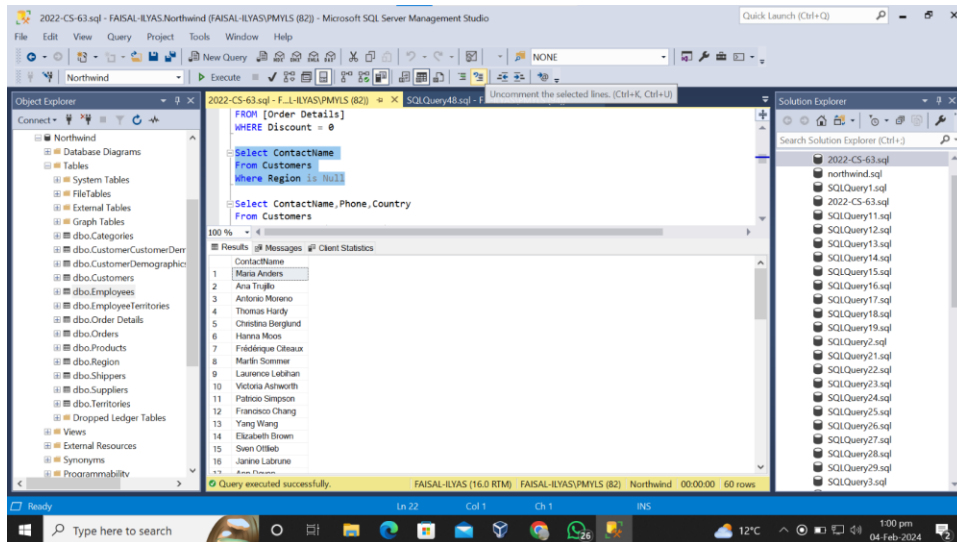 2022-CS-63.sql - FAISAL-ILYAS.Northwind (FAISAL-ILYAS\PMYLS (82)) - Microsoft SQL Server Management Studio
Quick Launch (Ctrl+Q)
File Edit View Query Project Tools Window Help
New Query
NONE
Northwind
Execute
Object Explorer
Connect
Northwind
Database Diagrams
Tables
System Tables
FileTables
External Tables
Graph Tables
dbo.Categories
dbo.CustomerCustomerDem
dbo.CustomerDemographic
dbo.Customers
dbo.Employees
dbo.EmployeeTerritories
dbo.Order Details
dbo.Orders
dbo.Products
dbo.Region
dbo.Shippers
dbo.Suppliers
dbo.Territories
Dropped Ledger Tables
Views
External Resources
Synonyms
Programmability
2022-CS-63.sql - F...L-ILYAS\PMYLS (82))
SQLQuery48.sql - F
Uncomment the selected lines. (Ctrl+K, Ctrl+U)
FROM [Order Details]
WHERE Discount = 0
Select ContactName
From Customers
Where Region is Null
Select ContactName,Phone,Country
From Customers
100 %
Results Messages Client Statistics
ContactName
1 Maria Anders
2 Ana Trujillo
3 Antonio Moreno
4 Thomas Hardy
5 Christina Berglund
6 Hanna Moos
7 Frédérique Citeaux
8 Martín Sommer
9 Laurence Lebihan
10 Victoria Ashworth
11 Patricio Simpson
12 Francisco Chang
13 Yang Wang
14 Elizabeth Brown
15 Sven Ottlieb
16 Janine Labrune
Query executed successfully.
FAISAL-ILYAS (16.0 RTM) FAISAL-ILYAS\PMYLS (82) Northwind 00:00:00 60 rows
Solution Explorer
Search Solution Explorer (Ctrl+;)
2022-CS-63.sql
northwind.sql
SQLQuery1.sql
2022-CS-63.sql
SQLQuery11.sql
SQLQuery12.sql
SQLQuery13.sql
SQLQuery14.sql
SQLQuery15.sql
SQLQuery16.sql
SQLQuery17.sql
SQLQuery18.sql
SQLQuery19.sql
SQLQuery2.sql
SQLQuery21.sql
SQLQuery22.sql
SQLQuery23.sql
SQLQuery24.sql
SQLQuery25.sql
SQLQuery26.sql
SQLQuery27.sql
SQLQuery28.sql
SQLQuery29.sql
SQLQuery3.sql
Ready
Ln 22 Col 1 Ch 1 INS
Type here to search
26
12°C
1:00 pm
04-Feb-2024
2